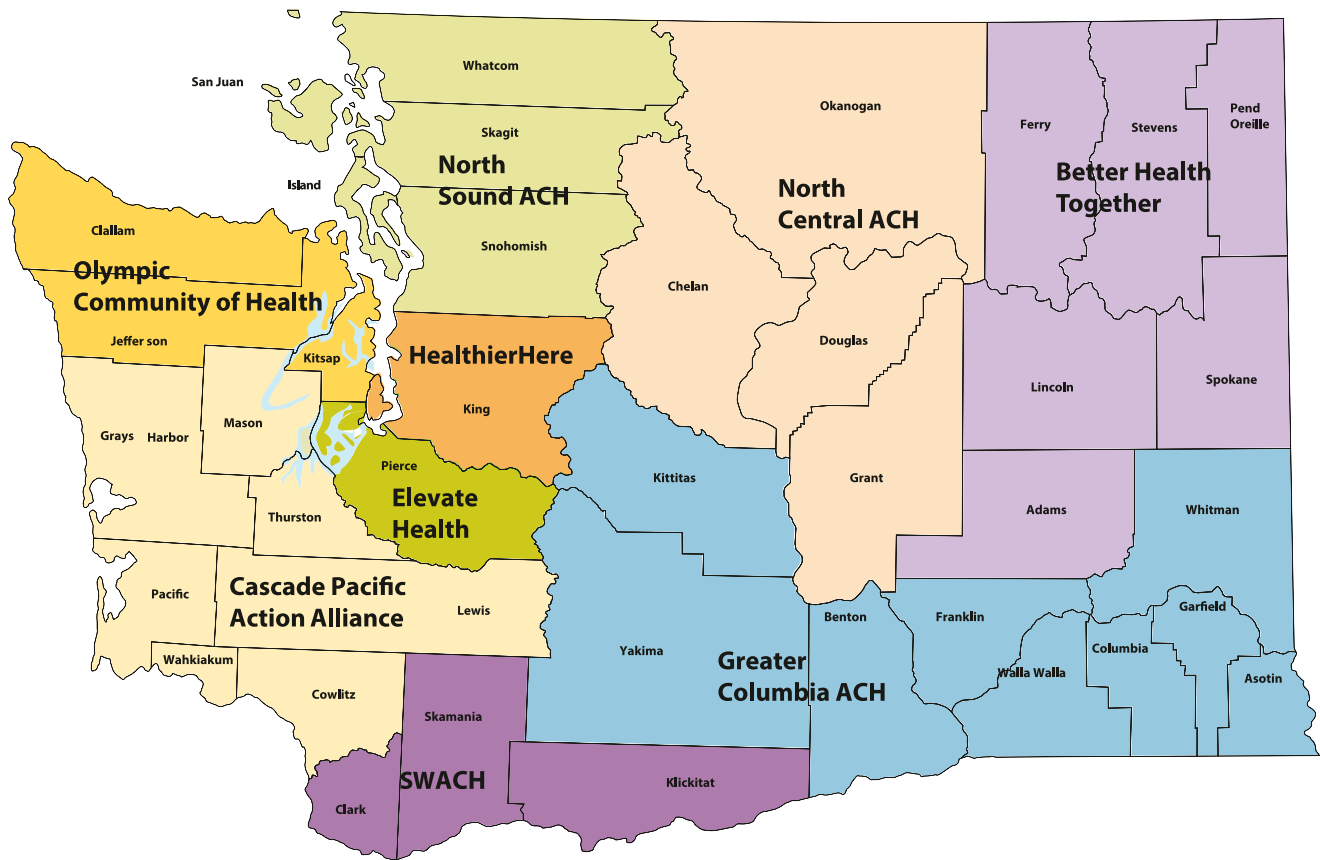 San Juan
Whatcom
Okanogan
Ferry
Stevens
Pend
Oreille
Skagit
North
Sound ACH
Island
North
Central ACH
Better Health
Together
Clallam
Snohomish
Olympic
Community of Health
Chelan
Jeffer son
Kitsap
HealthierHere
King
Douglas
Lincoln
Spokane
Mason
Grays Harbor
Pierce
Elevate
Health
Kittitas
Grant
Adams
Whitman
Thurston
Pacific
Cascade Pacific
Action Alliance
Lewis
Benton
Franklin
Garfield
Wahkiakum
Yakima
Greater
Columbia ACH
Walla Walla
Columbia
Asotin
Cowlitz
Skamania
SWACH
Klickitat
Clark